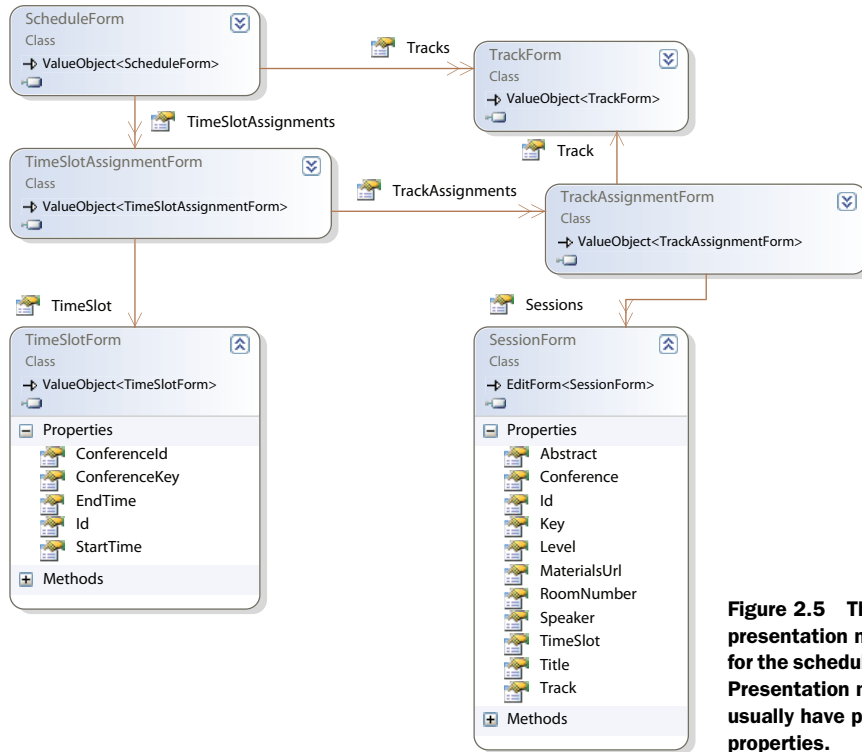 ScheduleForm
Class
ValueObject<ScheduleForm>
Tracks
TrackForm
Class
ValueObject<TrackForm>
TimeSlotAssignments
Track
TimeSlotAssignmentForm
Class
ValueObject<TimeSlotAssignmentForm>
TrackAssignments
TrackAssignmentForm
Class
ValueObject<TrackAssignmentForm>
TimeSlot
Sessions
TimeSlotForm
Class
ValueObject<TimeSlotForm>
Properties
ConferenceId
ConferenceKey
EndTime
Id
StartTime
Methods
SessionForm
Class
EditForm<SessionForm>
Properties
Abstract
Conference
Id
Key
Level
MaterialsUrl
RoomNumber
Speaker
TimeSlot
Title
Track
Methods
Figure 2.5
presentation
for the
Presentation
usually have
properties.